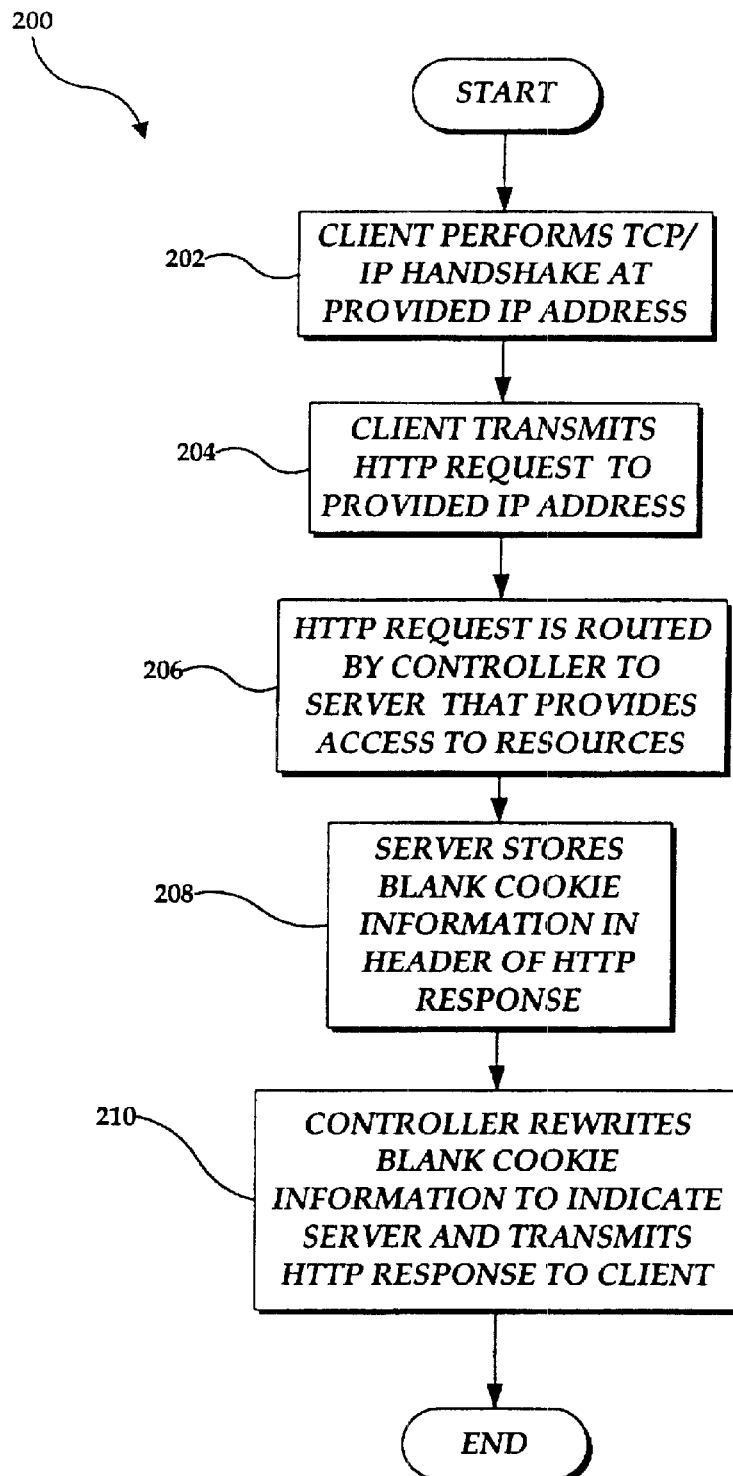 200
START
202
CLIENT PERFORMS TCP/
IP HANDSHAKE AT
PROVIDED IP ADDRESS
204
CLIENT TRANSMITS
HTTP REQUEST TO
PROVIDED IP ADDRESS
206
HTTP REQUEST IS ROUTED
BY CONTROLLER TO
SERVER THAT PROVIDES
ACCESS TO RESOURCES
208
SERVER STORES
BLANK COOKIE
INFORMATION IN
HEADER OF HTTP
RESPONSE
210
CONTROLLER REWRITES
BLANK COOKIE
INFORMATION TO INDICATE
SERVER AND TRANSMITS
HTTP RESPONSE TO CLIENT
END